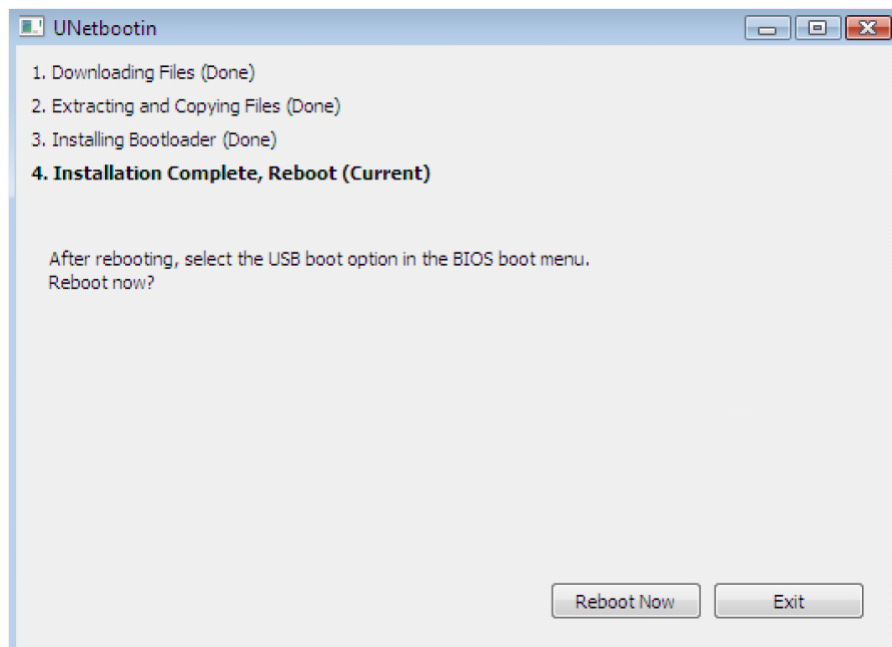 UNetbootin
1. Downloading Files (Done)
2. Extracting and Copying Files (Done)
3. Installing Bootloader (Done)
4. Installation Complete, Reboot (Current)
After rebooting, select the USB boot option in the BIOS boot menu.
Reboot now?
Reboot Now
Exit